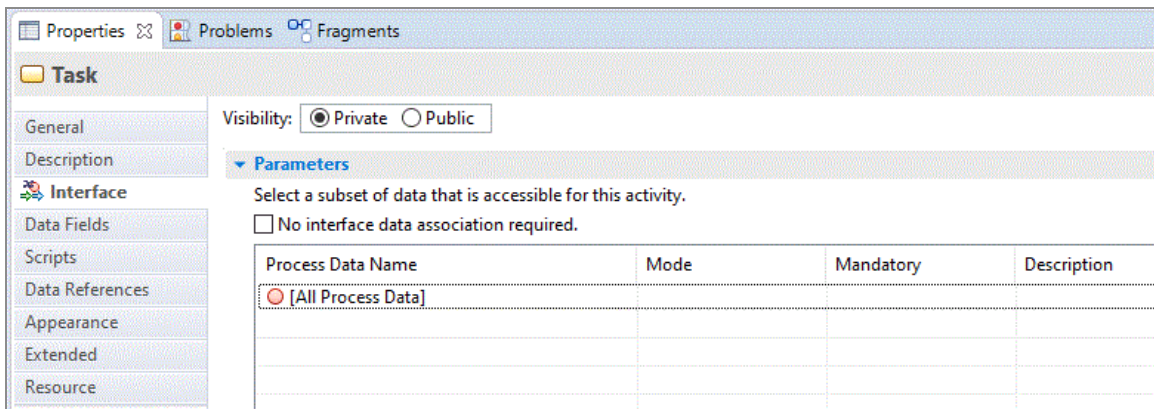 Properties Problems Fragments
Task
General
Description
Interface
Data Fields
Scripts
Data References
Appearance
Extended
Resource
Visibility: Private Public
Parameters
Select a subset of data that is accessible for this activity.
No interface data association required.
Process Data Name Mode Mandatory Description
[All Process Data]